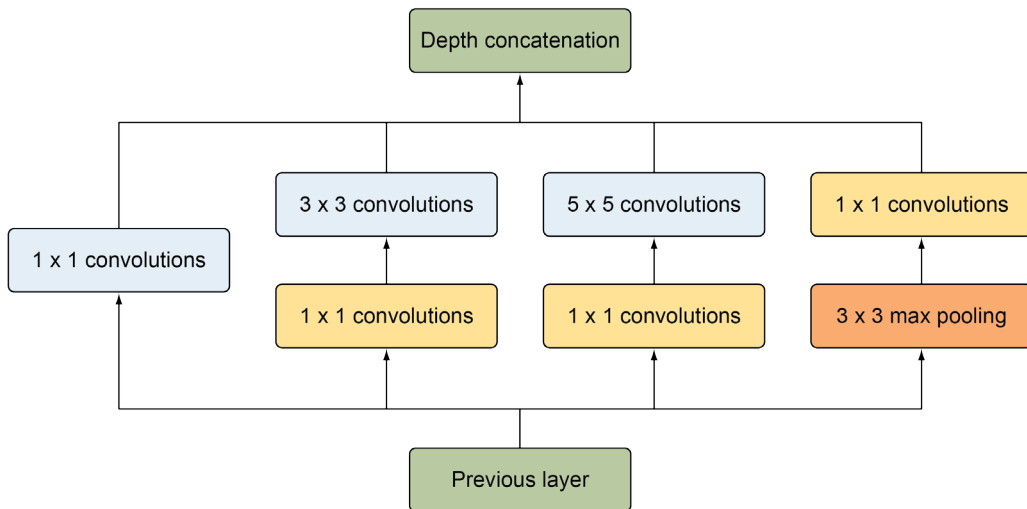 Depth concatenation
3 x 3 convolutions
5 x 5 convolutions
1 x 1 convolutions
1 x 1 convolutions
1 x 1 convolutions
1 x 1 convolutions
3 x 3 max pooling
Previous layer